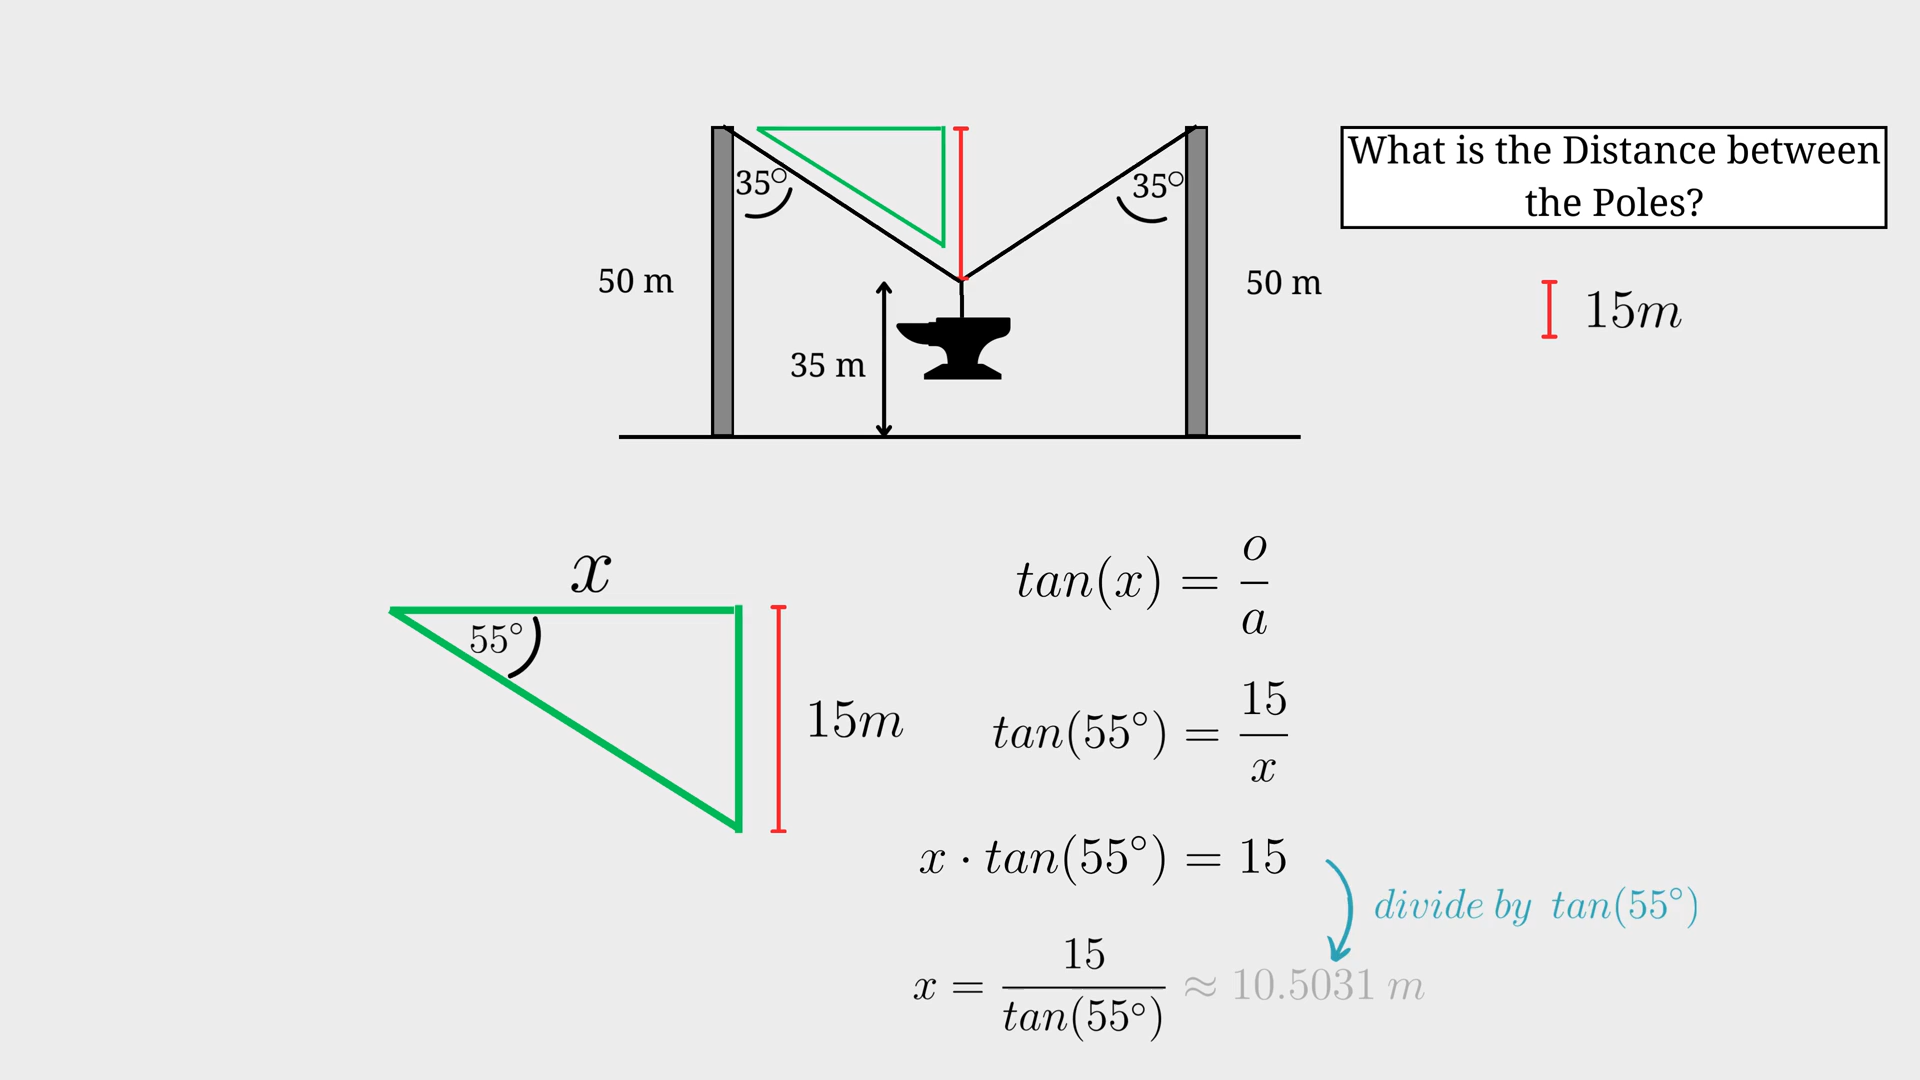 What is the Distance between
the Poles?
35°
35°
50 m
50 m
35 m
15m
x
55°
15m
tan(x) = o/a
tan(55°) = 15/x
x · tan(55°) = 15
divide by tan(55°)
x = 15/tan(55°) ≈ 10.5031 m